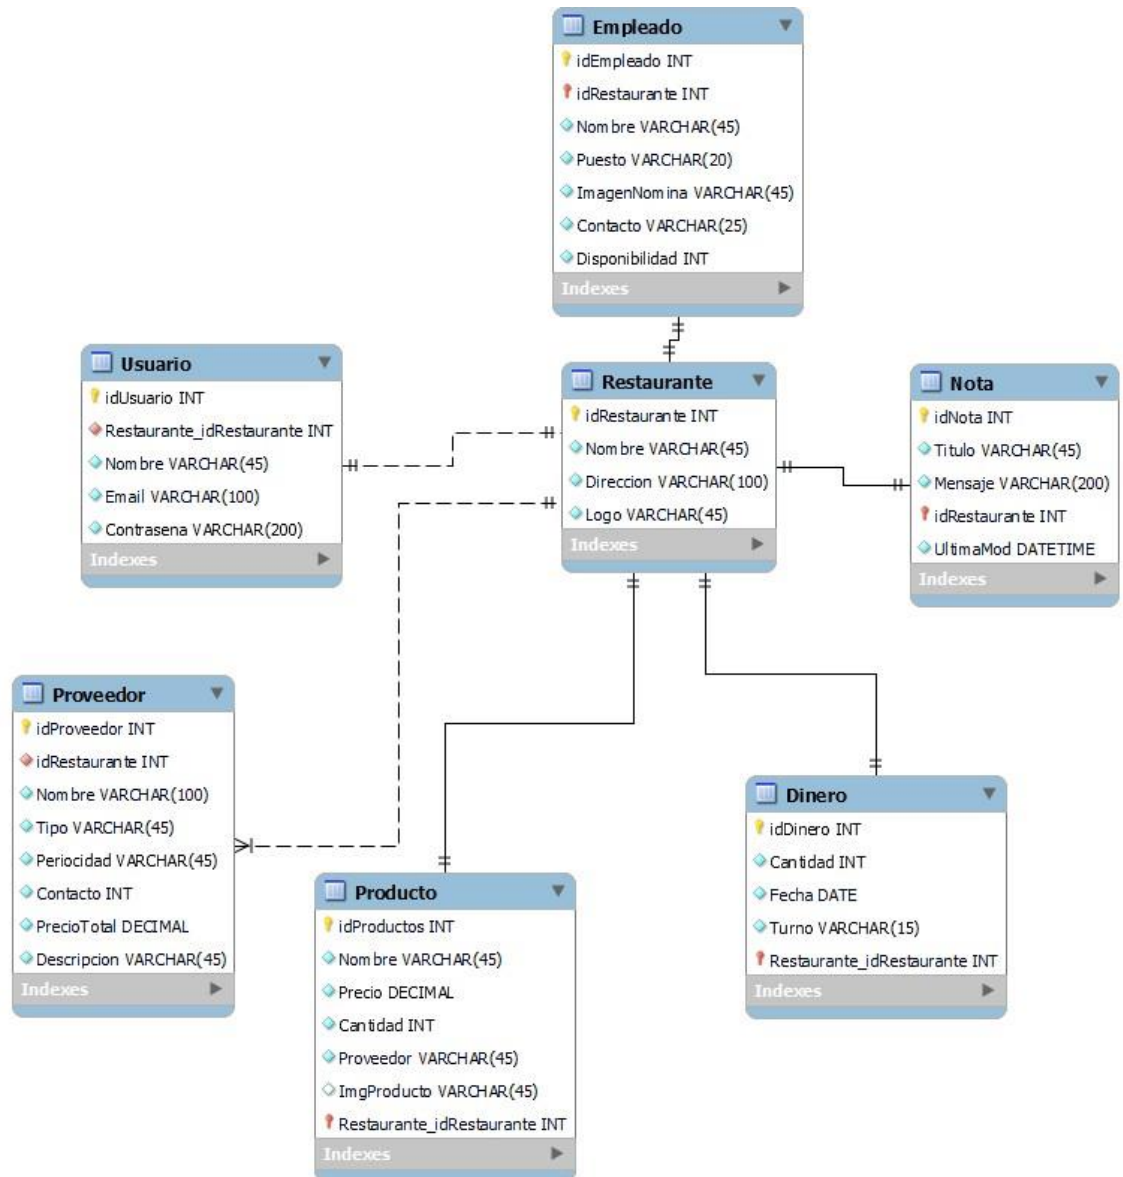 Empleado
idEmpleado INT
idRestaurante INT
Nombre VARCHAR(45)
Puesto VARCHAR(20)
ImagenNomina VARCHAR(45)
Contacto VARCHAR(25)
Disponibilidad INT
Indexes
Usuario
idUsuario INT
Restaurante_idRestaurante INT
Nombre VARCHAR(45)
Email VARCHAR(100)
Contrasena VARCHAR(200)
Indexes
Restaurante
idRestaurante INT
Nombre VARCHAR(45)
Direccion VARCHAR(100)
Logo VARCHAR(45)
Indexes
Nota
idNota INT
Titulo VARCHAR(45)
Mensaje VARCHAR(200)
idRestaurante INT
UltimaMod DATETIME
Indexes
Proveedor
idProveedor INT
idRestaurante INT
Nombre VARCHAR(100)
Tipo VARCHAR(45)
Periocidad VARCHAR(45)
Contacto INT
PrecioTotal DECIMAL
Descripcion VARCHAR(45)
Indexes
Producto
idProductos INT
Nombre VARCHAR(45)
Precio DECIMAL
Cantidad INT
Proveedor VARCHAR(45)
ImgProducto VARCHAR(45)
Restaurante_idRestaurante INT
Indexes
Dinero
idDinero INT
Cantidad INT
Fecha DATE
Turno VARCHAR(15)
Restaurante_idRestaurante INT
Indexes